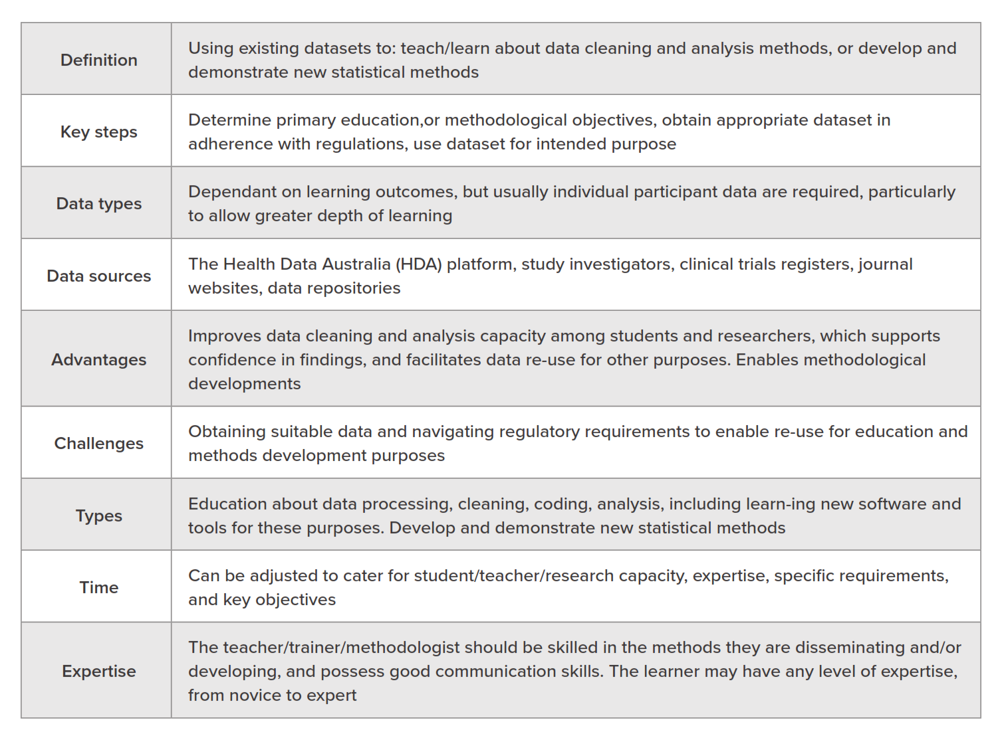 Definition
Using existing datasets to: teach/learn about data cleaning and analysis methods, or develop and
demonstrate new statistical methods
Key steps
Determine primary education,or methodological objectives, obtain appropriate dataset in
adherence with regulations, use dataset for intended purpose
Data types
Dependant on learning outcomes, but usually individual participant data are required, particularly
to allow greater depth of learning
Data sources
The Health Data Australia (HDA) platform, study investigators, clinical trials registers, journal
websites, data repositories
Advantages
Improves data cleaning and analysis capacity among students and researchers, which supports
confidence in findings, and facilitates data re-use for other purposes. Enables methodological
developments
Challenges
Obtaining suitable data and navigating regulatory requirements to enable re-use for education and
methods development purposes
Types
Education about data processing, cleaning, coding, analysis, including learn-ing new software and
tools for these purposes. Develop and demonstrate new statistical methods
Time
Can be adjusted to cater for student/teacher/research capacity, expertise, specific requirements,
and key objectives
Expertise
The teacher/trainer/methodologist should be skilled in the methods they are disseminating and/or
developing, and possess good communication skills. The learner may have any level of expertise,
from novice to expert